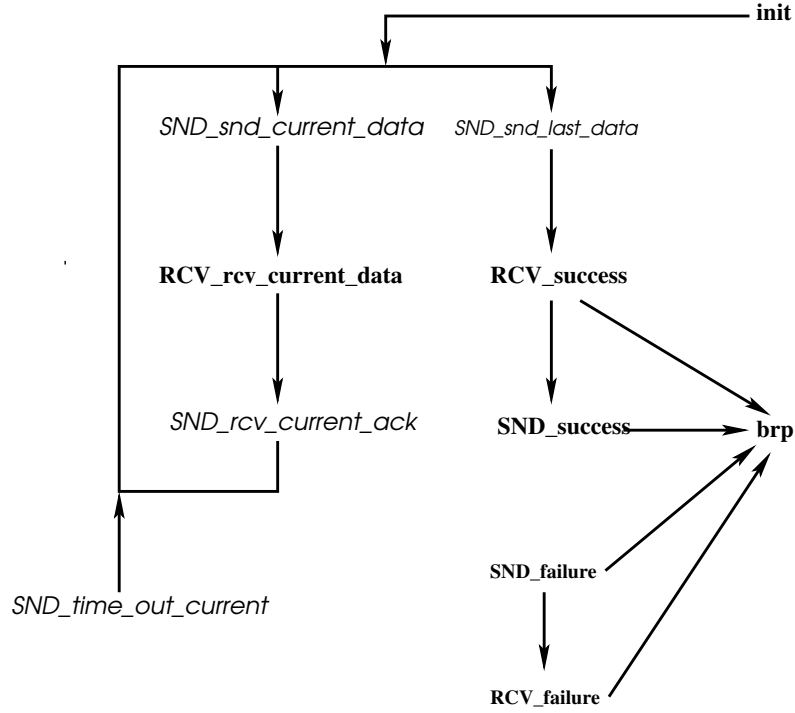 init
SND_snd_current_data
SND_snd_last_data
RCV_rcv_current_data
RCV_success
SND_rcv_current_ack
SND_success
brp
SND_failure
SND_time_out_current
RCV_failure